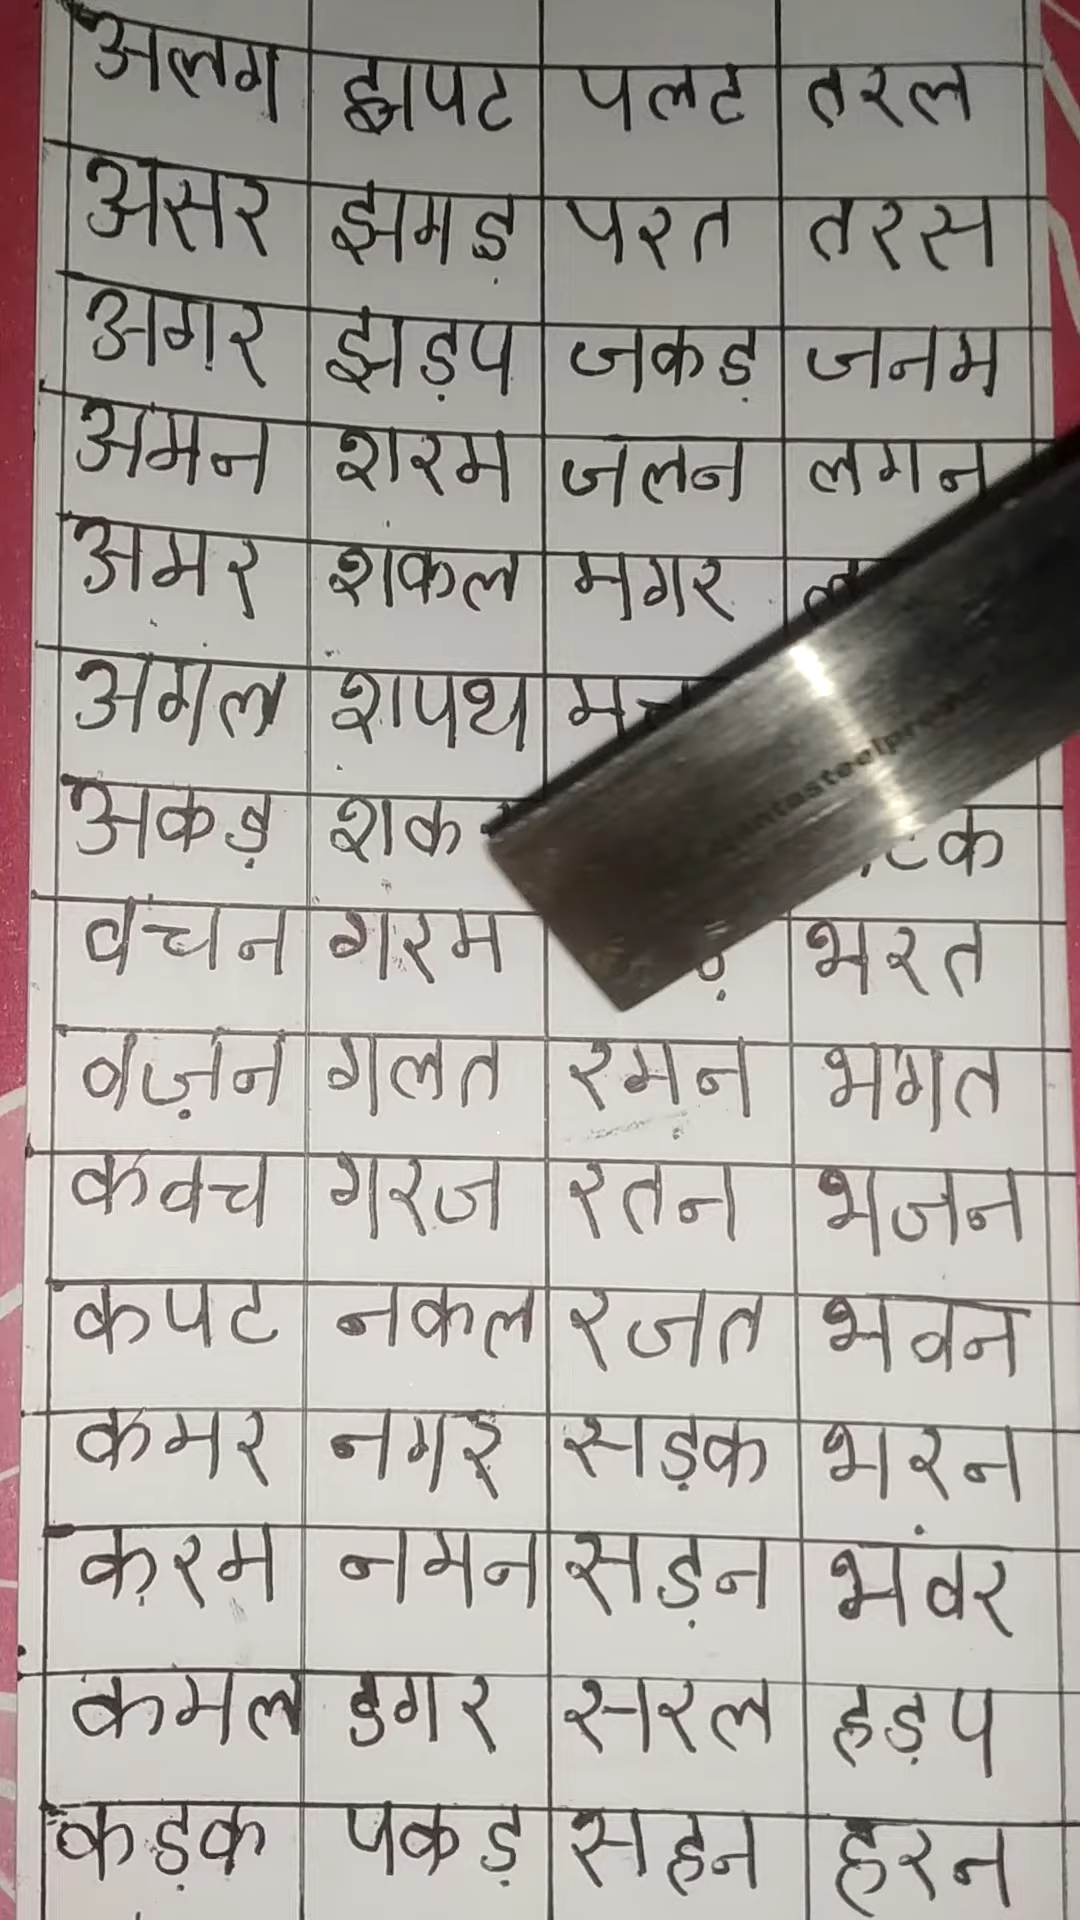 अलग झपट पलट तरल
असर झगड़ परत तरस
अगर झड़प जकड़ जनम
अमन शरम जलन लगन
अमर शकल मगर
अगल शपथ
अकड़
वचन गरम भरत
वज़न गलत रमन भगत
कवच गरज रतन भजन
कपट नकल रजत भवन
कमर नगर सड़क भरन
करम नमन सड़न भंवर
कमल डगर सरल हड़प
कड़क पकड़ सहन हरन